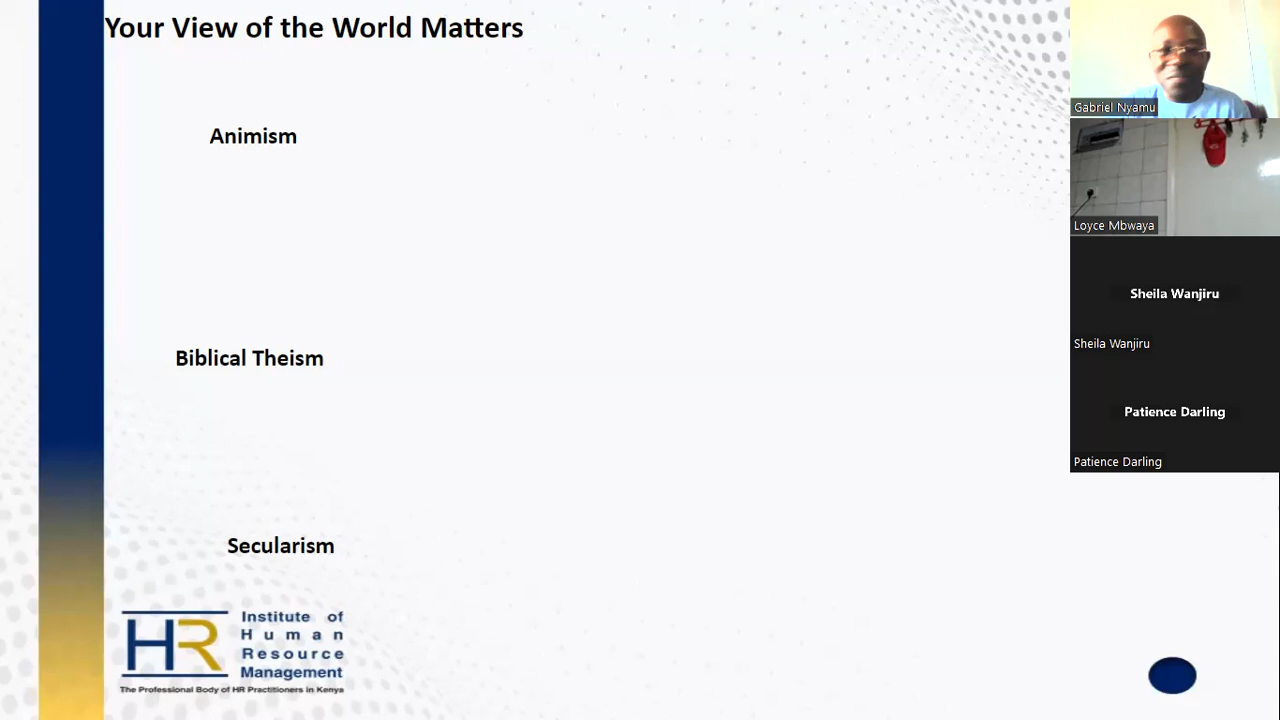 Your View of the World Matters
Animism
Biblical Theism
Secularism
HR
Institute of
Human
Resource
Management
The Professional Body of HR Practitioners in Kenya
Gabriel Nyamu
Loyce Mbwaya
Sheila Wanjiru
Sheila Wanjiru
Patience Darling
Patience Darling